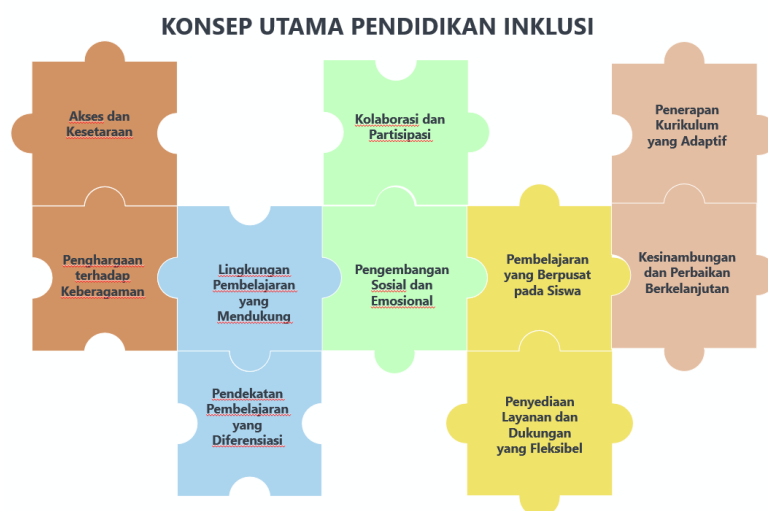 KONSEP UTAMA PENDIDIKAN INKLUSI
Akses dan
Kesetaraan
Penghargaan
terhadap
Keberagaman
Lingkungan
Pembelajaran
yang
Mendukung
Pendekatan
Pembelajaran
yang
Diferensiasi
Kolaborasi dan
Partisipasi
Pengembangan
Sosial dan
Emosional
Pembelajaran
yang Berpusat
pada Siswa
Penyediaan
Layanan dan
Dukungan
yang Fleksibel
Penerapan
Kurikulum
yang Adaptif
Kesinambungan
dan Perbaikan
Berkelanjutan